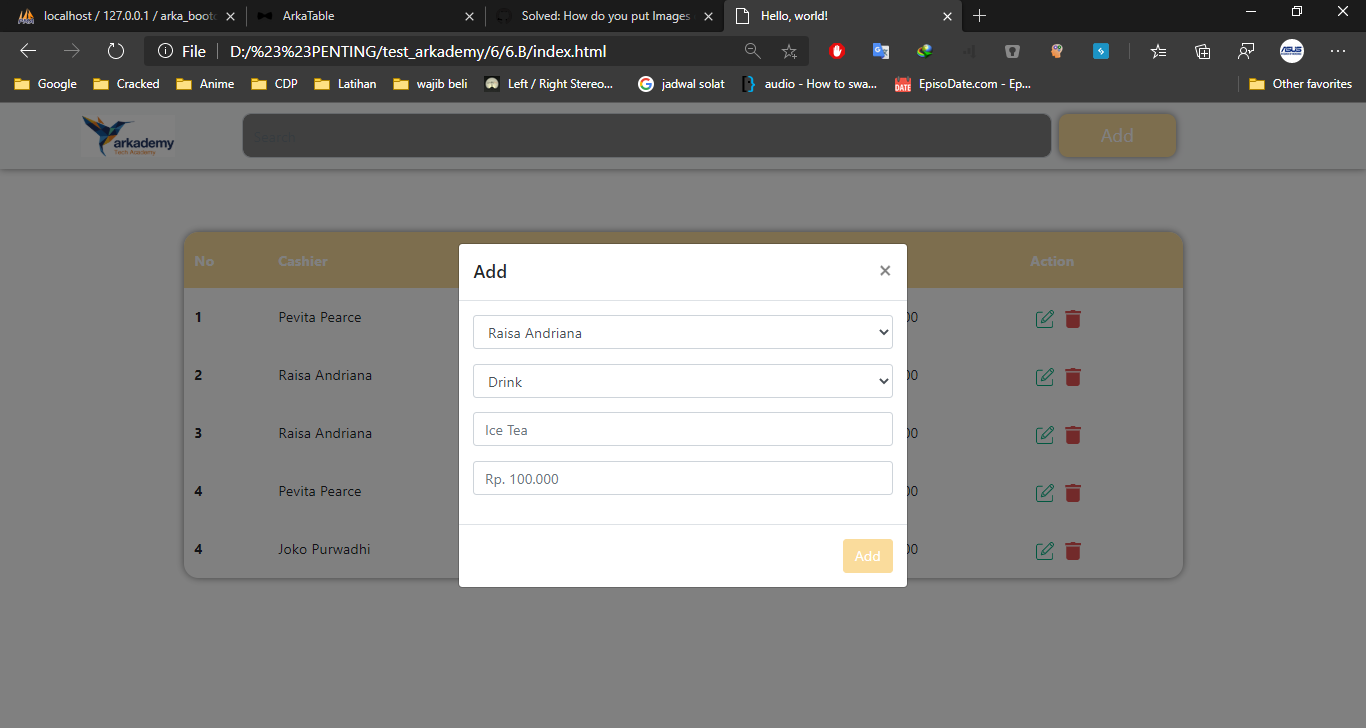 localhost / 127.0.0.1 / arka_boot
ArkaTable
Solved: How do you put Images
Hello, world!
File
D:/%23%23PENTING/test_arkademy/6/6.B/index.html
Google
Cracked
Anime
CDP
Latihan
wajib beli
Left / Right Stereo...
jadwal solat
audio - How to swa...
DATE
EpisoDate.com - Ep...
Other favorites
arkademy
Tech Academy
Search...
Add
No
Cashier
Action
Add
×
1
Pevita Pearce
00
Raisa Andriana
2
Raisa Andriana
00
Drink
3
Raisa Andriana
00
Ice Tea
4
Pevita Pearce
00
Rp. 100.000
4
Joko Purwadhi
00
Add